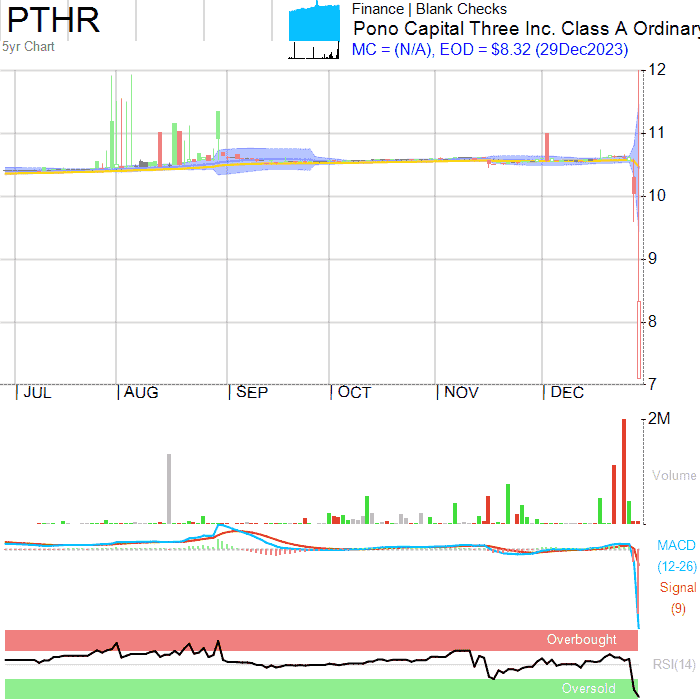 PTHR
5yr Chart
Finance | Blank Checks
Pono Capital Three Inc. Class A Ordinary
MC = (N/A), EOD = $8.32 (29Dec2023)
12
11
10
9
8
7
JUL AUG SEP OCT NOV DEC
2M
Volume
MACD
(12-26)
Signal
(9)
Overbought
RSI(14)
Oversold